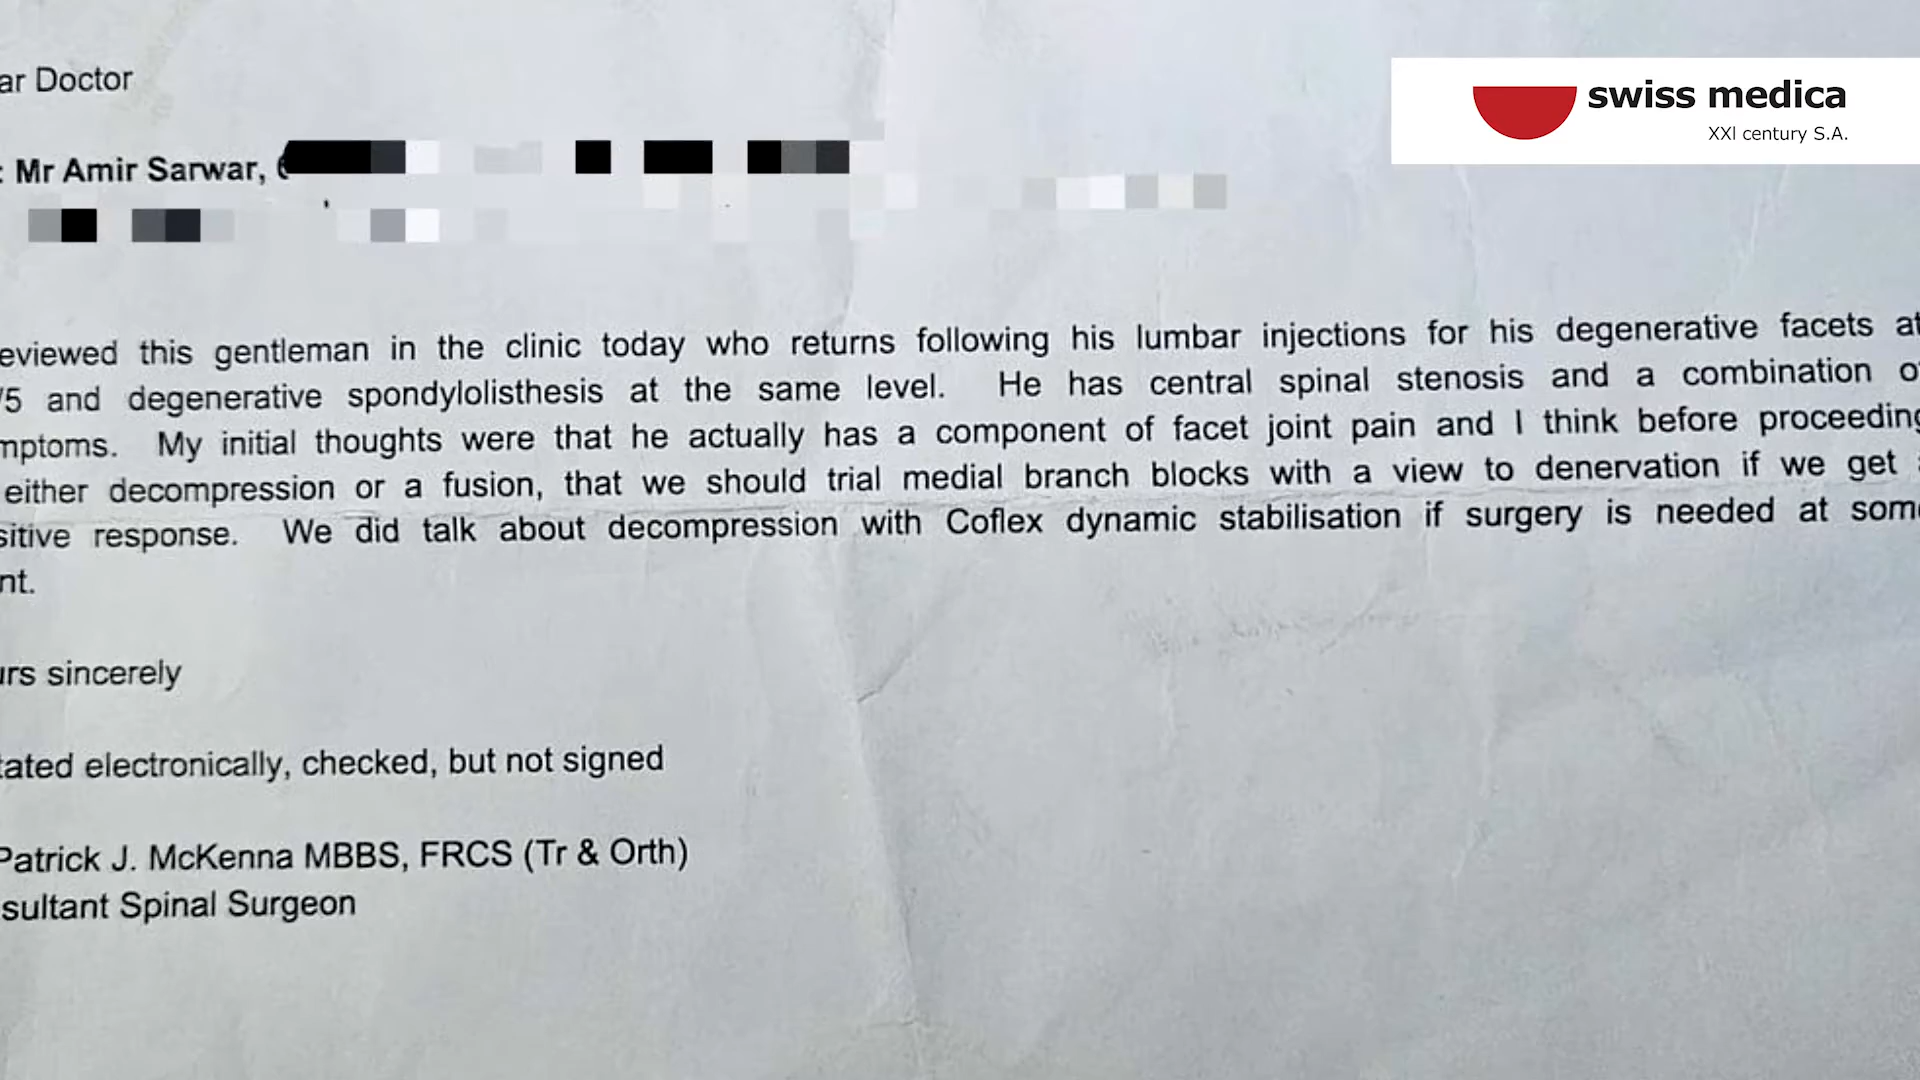 ar Doctor
swiss medica
XXI century S.A.
: Mr Amir Sarwar,
eviewed this gentleman in the clinic today who returns following his lumbar injections for his degenerative facets at
/5 and degenerative spondylolisthesis at the same level. He has central spinal stenosis and a combination o
mptoms. My initial thoughts were that he actually has a component of facet joint pain and I think before proceeding
either decompression or a fusion, that we should trial medial branch blocks with a view to denervation if we get
sitive response. We did talk about decompression with Coflex dynamic stabilisation if surgery is needed at som
nt.
urs sincerely
tated electronically, checked, but not signed
Patrick J. McKenna MBBS, FRCS (Tr & Orth)
sultant Spinal Surgeon